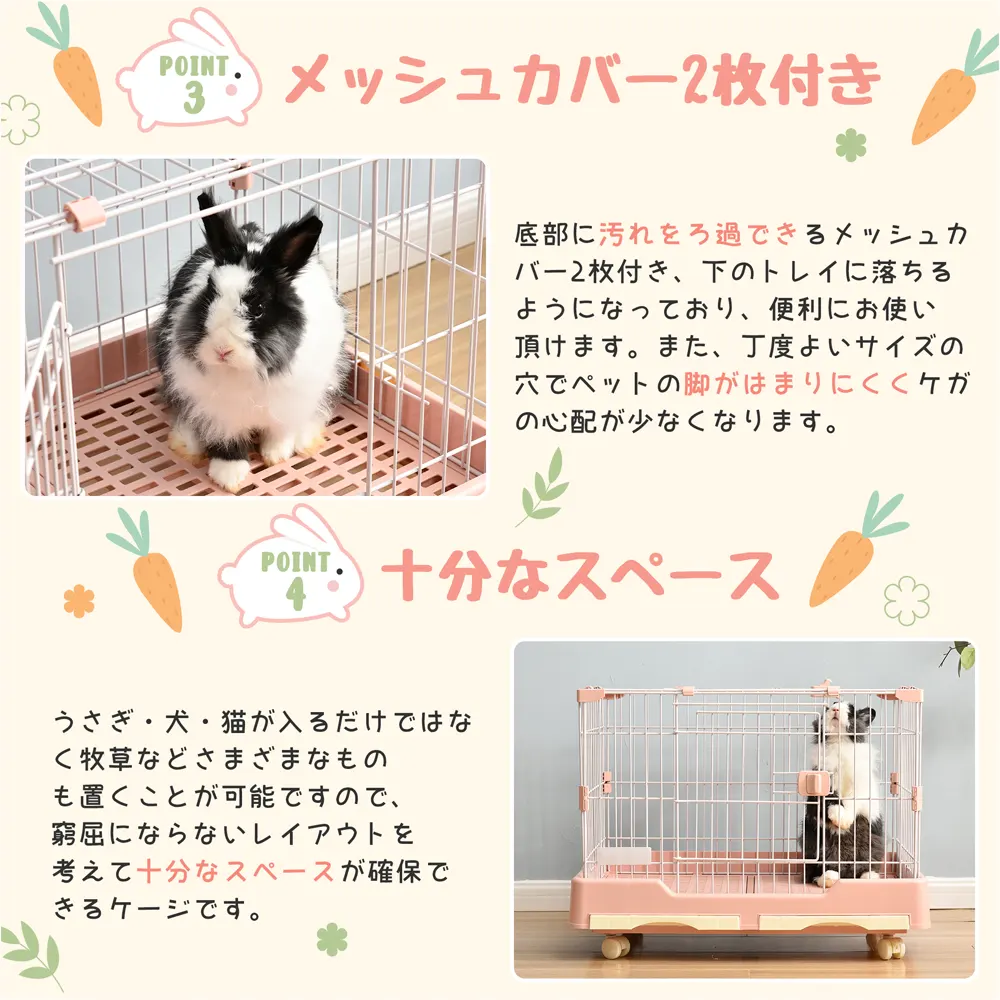 POINT
3
メッシュカバー2枚付き
底部に汚れをろ過できるメッシュカ
バー2枚付き、下のトレイに落ちる
ようになっており、便利にお使い
頂けます。また、丁度よいサイズの
穴でペットの脚がはまりにくくケガ
の心配が少なくなります。
POINT
4
十分なスペース
うさぎ・犬・猫が入るだけではな
く牧草などさまざまなもの
も置くことが可能ですので、
窮屈にならないレイアウトを
考えて十分なスペースが確保で
きるケージです。